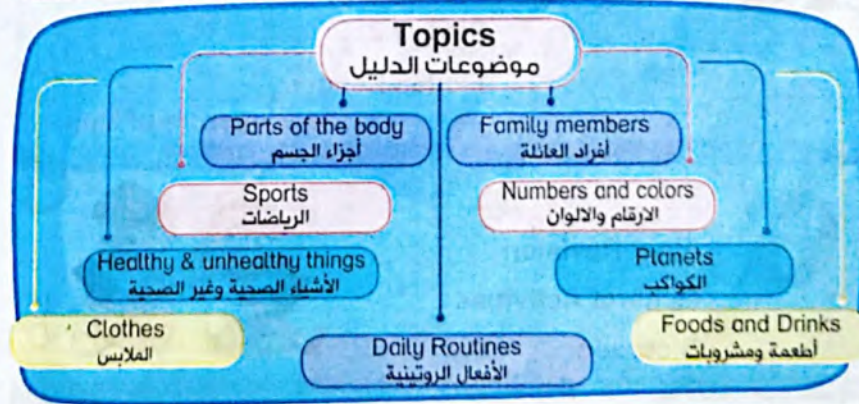 Topics
موضوعات الدليل
Parts of the body
أجزاء الجسم
Family members
أفراد العائلة
Sports
الرياضات
Numbers and colors
الارقام والالوان
Healthy & unhealthy things
الأشياء الصحية وغير الصحية
Planets
الكواكب
Clothes
الملابس
Daily Routines
الأفعال الروتينية
Foods and Drinks
أطعمة ومشروبات